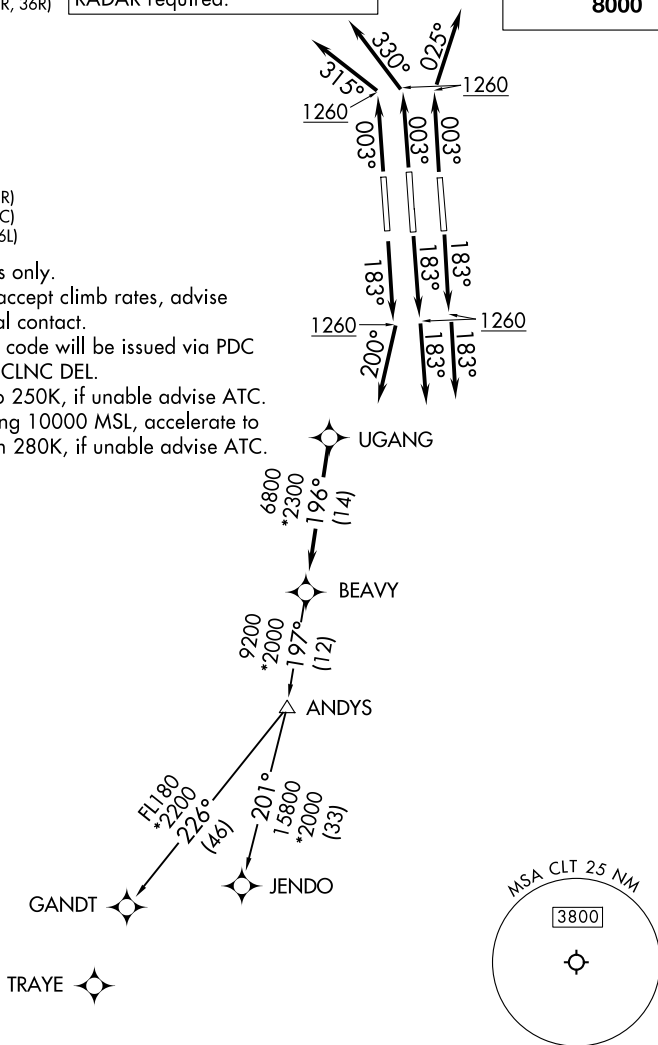 R, 36R)
RADAR required.
8000
330°
025°
315°
1260
1260
003°
003°
003°
R)
C)
6L)
s only.
accept climb rates, advise
al contact.
code will be issued via PDC
CLNC DEL.
o 250K, if unable advise ATC.
ng 10000 MSL, accelerate to
n 280K, if unable advise ATC.
183°
183°
183°
1260
1260
200°
183°
183°
UGANG
6800
*2300
196°
(14)
BEAVY
9200
*2000
197°
(12)
ANDYS
FL180
*2200
226°
(46)
201°
15800
*2000
(33)
GANDT
JENDO
TRAYE
MSA CLT 25 NM
3800